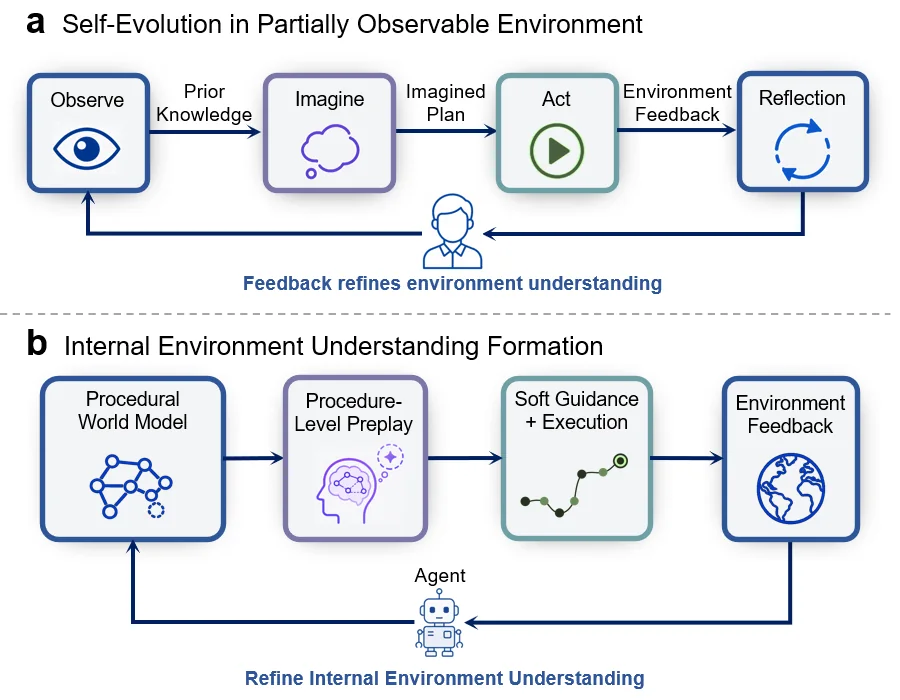 a Self-Evolution in Partially Observable Environment
Observe
Prior
Knowledge
Imagine
Imagined
Plan
Act
Environment
Feedback
Reflection
Feedback refines environment understanding
b Internal Environment Understanding Formation
Procedural
World Model
Procedure-
Level Preplay
Soft Guidance
+ Execution
Environment
Feedback
Agent
Refine Internal Environment Understanding